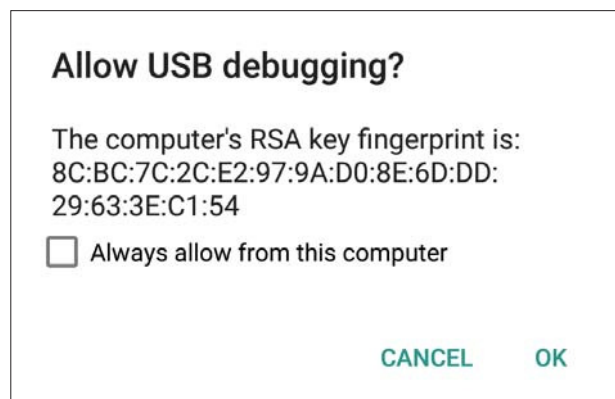 Allow USB debugging?
The computer's RSA key fingerprint is:
8C:BC:7C:2C:E2:97:9A:D0:8E:6D:DD:
29:63:3E:C1:54
Always allow from this computer
CANCEL OK